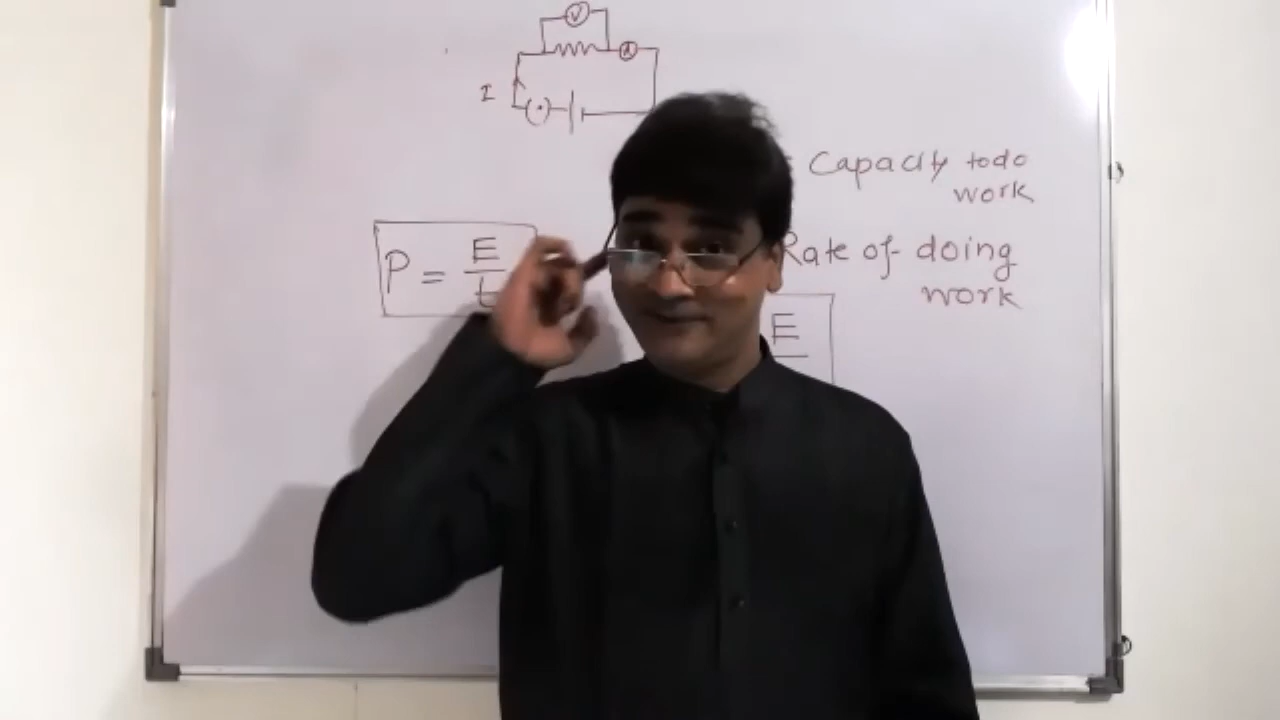 V
A
I
Capacity to do
work
P = E
t
Rate of doing
work
E